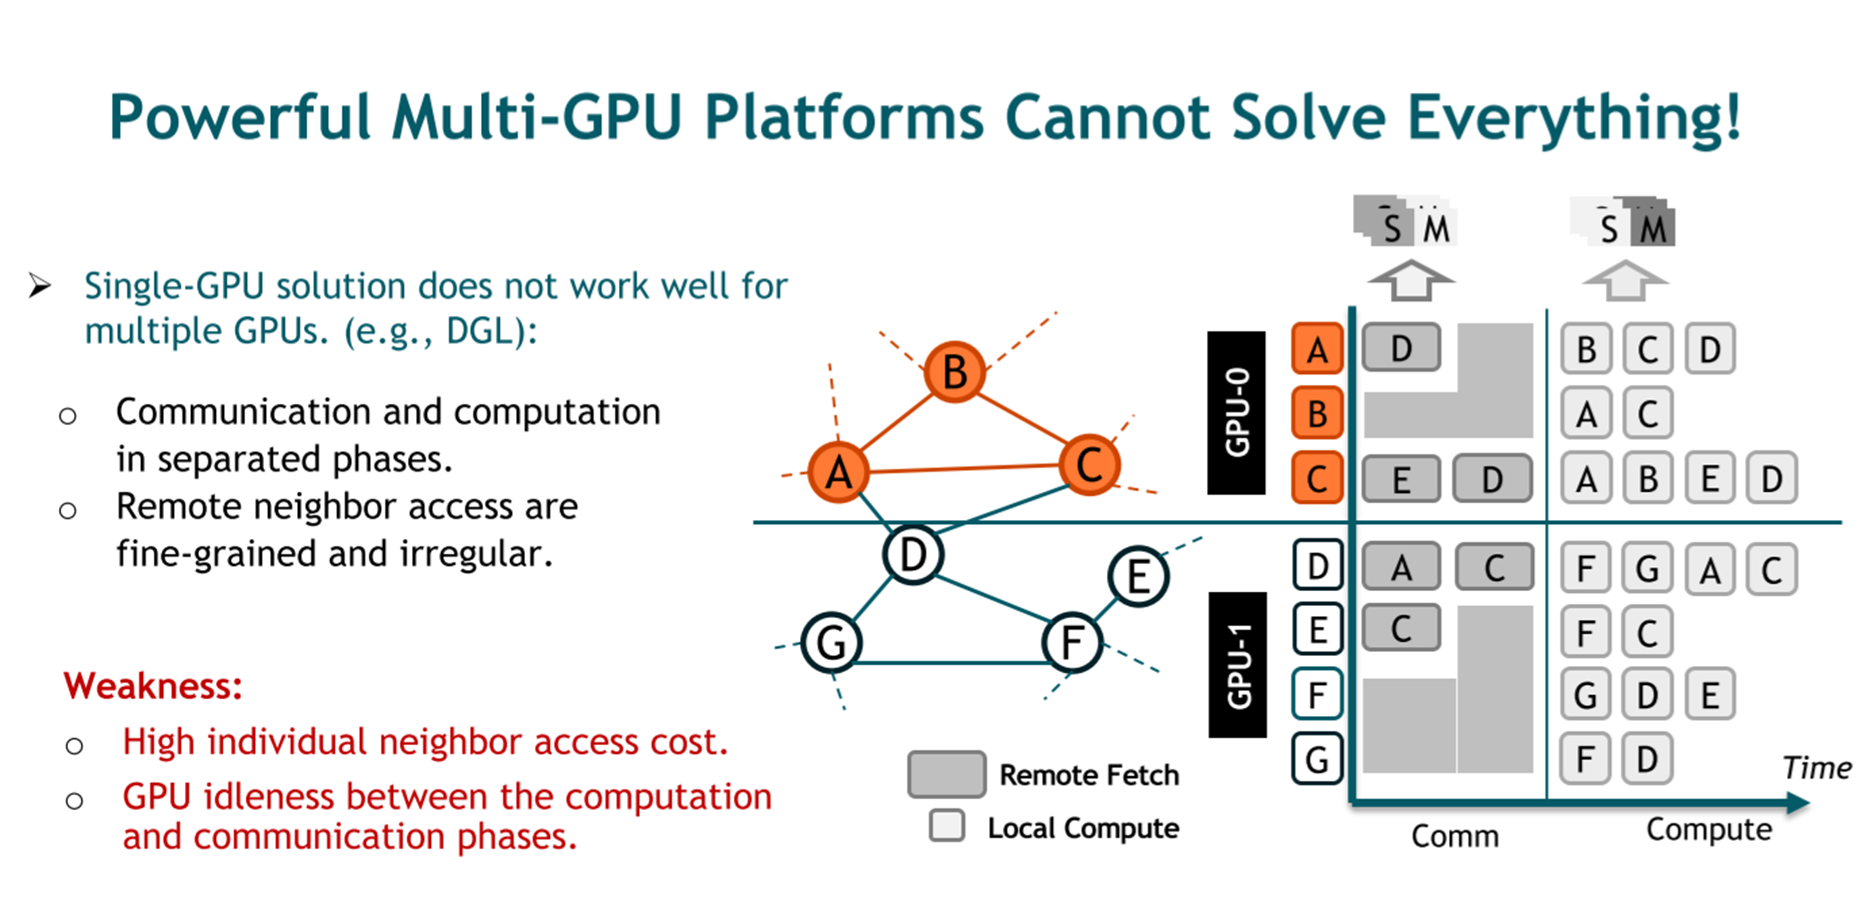 Powerful Multi-GPU Platforms Cannot Solve Everything!
Single-GPU solution does not work well for
multiple GPUs. (e.g., DGL):
Communication and computation
in separated phases.
Remote neighbor access are
fine-grained and irregular.
Weakness:
High individual neighbor access cost.
GPU idleness between the computation
and communication phases.
B
A
C
D
E
G
F
Remote Fetch
Local Compute
S M
S M
GPU-0
A D B C D
B A C
C E D A B E D
GPU-1
D A C F G A C
E C F C
F G D E
G F D
Time
Comm
Compute